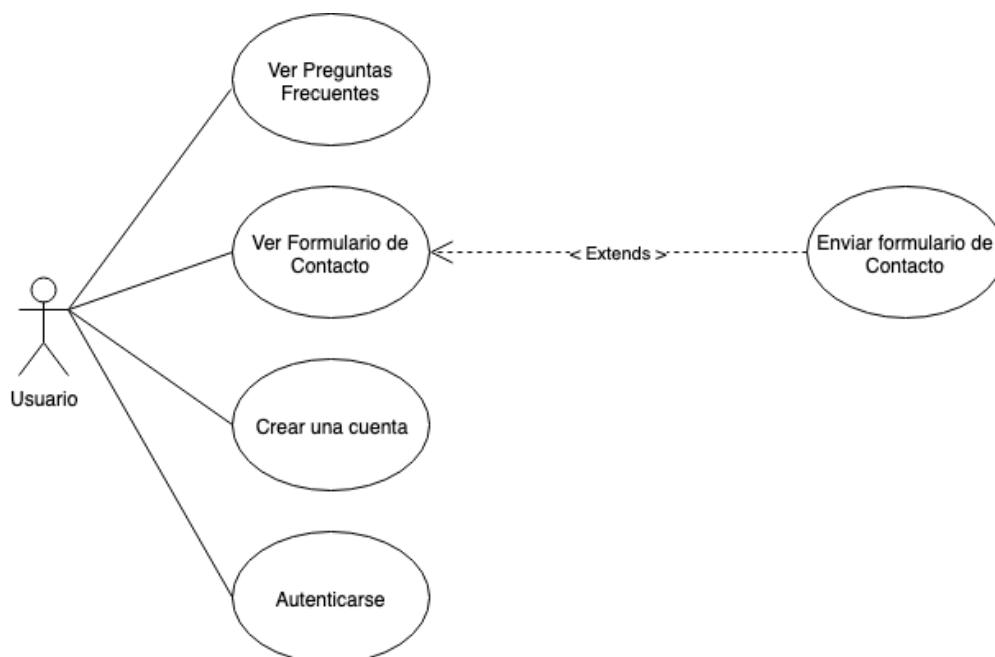 Ver Preguntas
Frecuentes
Ver Formulario de
Contacto
< Extends >
Enviar formulario de
Contacto
Usuario
Crear una cuenta
Autenticarse